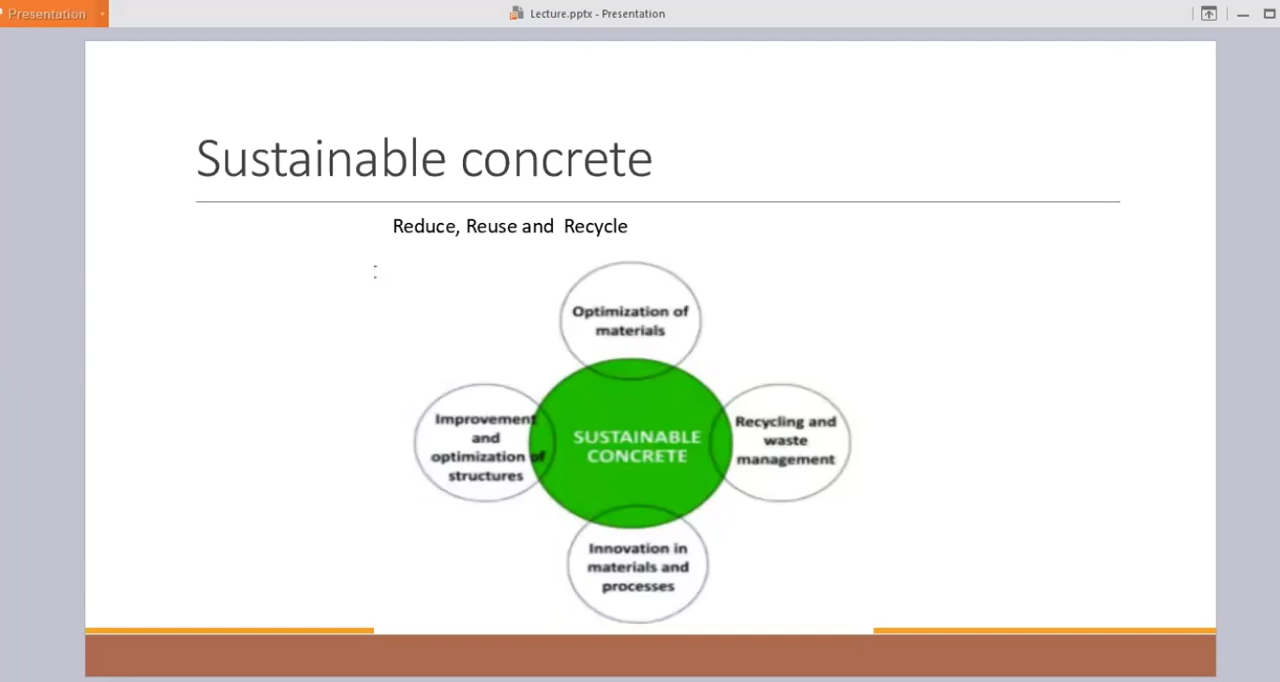 Presentation
Lecture.pptx - Presentation
Sustainable concrete
Reduce, Reuse and Recycle
:
Optimization of
materials
Improvement
and
optimization of
structures
SUSTAINABLE
CONCRETE
Recycling and
waste
management
Innovation in
materials and
processes